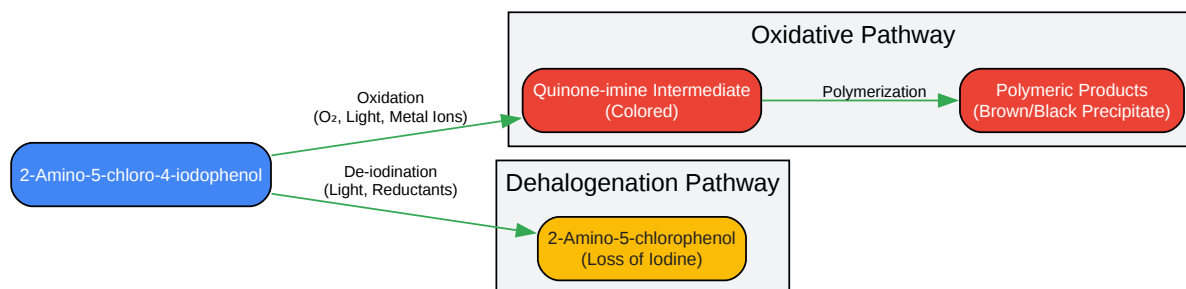 Oxidative Pathway
Quinone-imine Intermediate
(Colored)
Polymerization
Polymeric Products
(Brown/Black Precipitate)
Oxidation
(O₂, Light, Metal Ions)
2-Amino-5-chloro-4-iodophenol
De-iodination
(Light, Reductants)
Dehalogenation Pathway
2-Amino-5-chlorophenol
(Loss of Iodine)